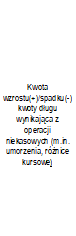 Kwota
wzrostu(+)/spadku(-)
kwoty długu
wynikająca z
operacji
niekasowych (m.in.
umorzenia, różnice
kursowe)